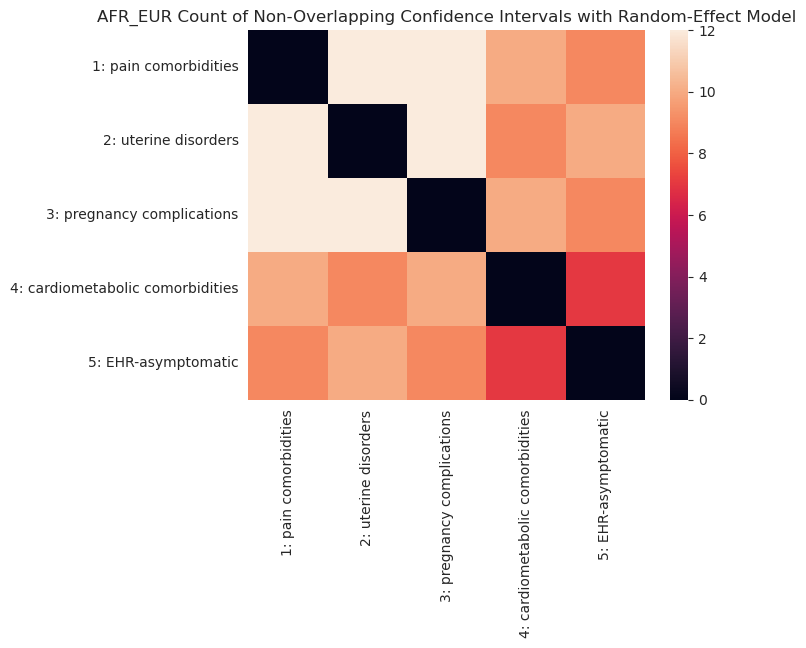 AFR_EUR Count of Non-Overlapping Confidence Intervals with Random-Effect Model
1: pain comorbidities
2: uterine disorders
3: pregnancy complications
4: cardiometabolic comorbidities
5: EHR-asymptomatic
12
10
8
6
4
2
0
1: pain comorbidities
2: uterine disorders
3: pregnancy complications
4: cardiometabolic comorbidities
5: EHR-asymptomatic